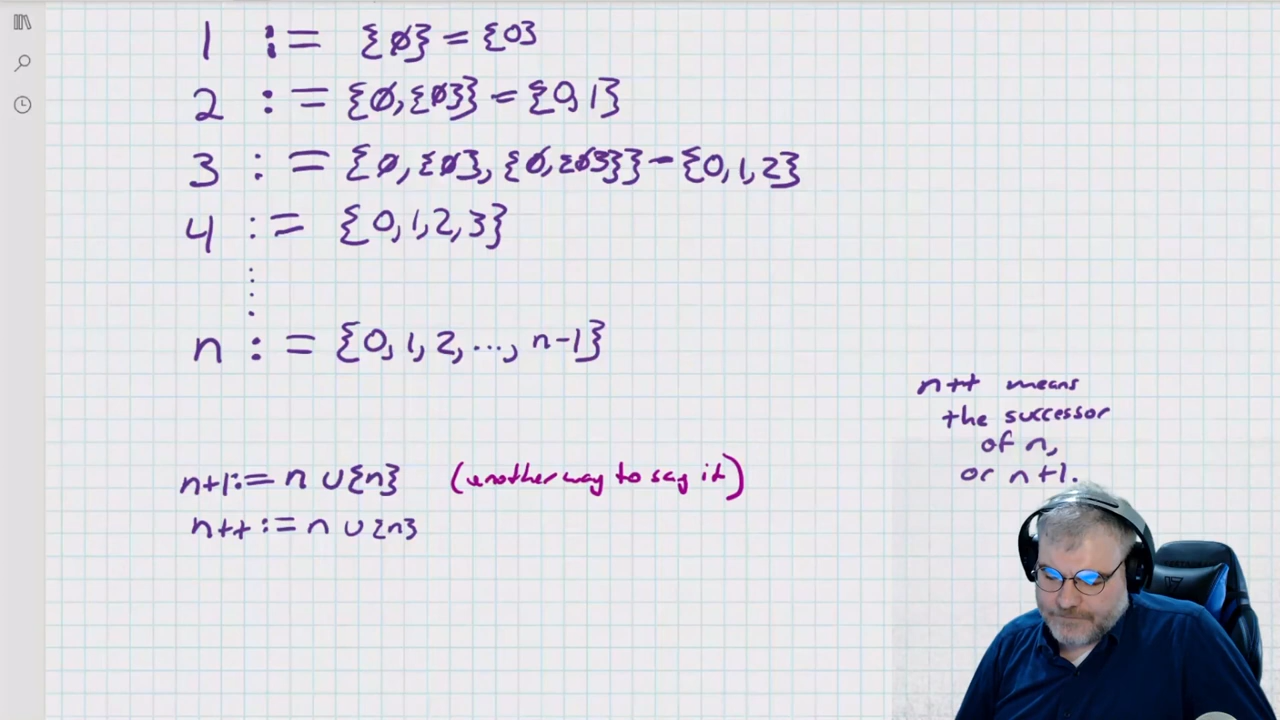 1 := {∅} = {0}
2 := {∅,{∅}} = {0,1}
3 := {∅,{∅},{∅,{∅}}} = {0,1,2}
4 := {0,1,2,3}
n := {0,1,2,...,n-1}
n++ means
the successor
of n,
or n+1.
n+1:= n ∪{n} (another way to say it)
n++ := n ∪{n}